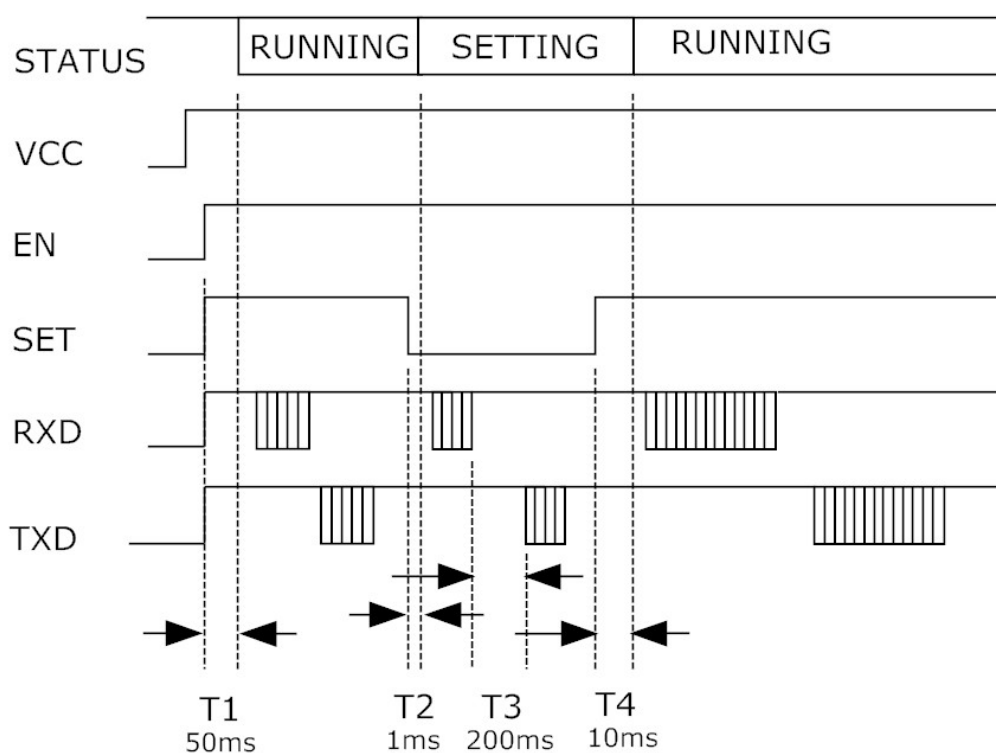 STATUS RUNNING SETTING RUNNING
VCC
EN
SET
RXD
TXD
T1 T2 T3 T4
50ms 1ms 200ms 10ms